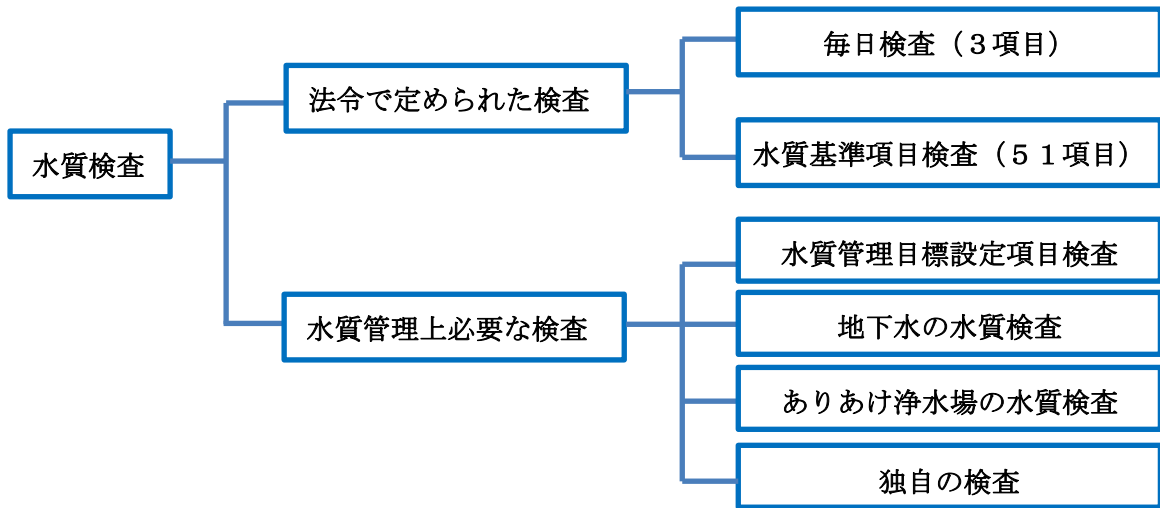 水質検査
法令で定められた検査
毎日検査（３項目）
水質基準項目検査（５１項目）
水質管理上必要な検査
水質管理目標設定項目検査
地下水の水質検査
ありあけ浄水場の水質検査
独自の検査